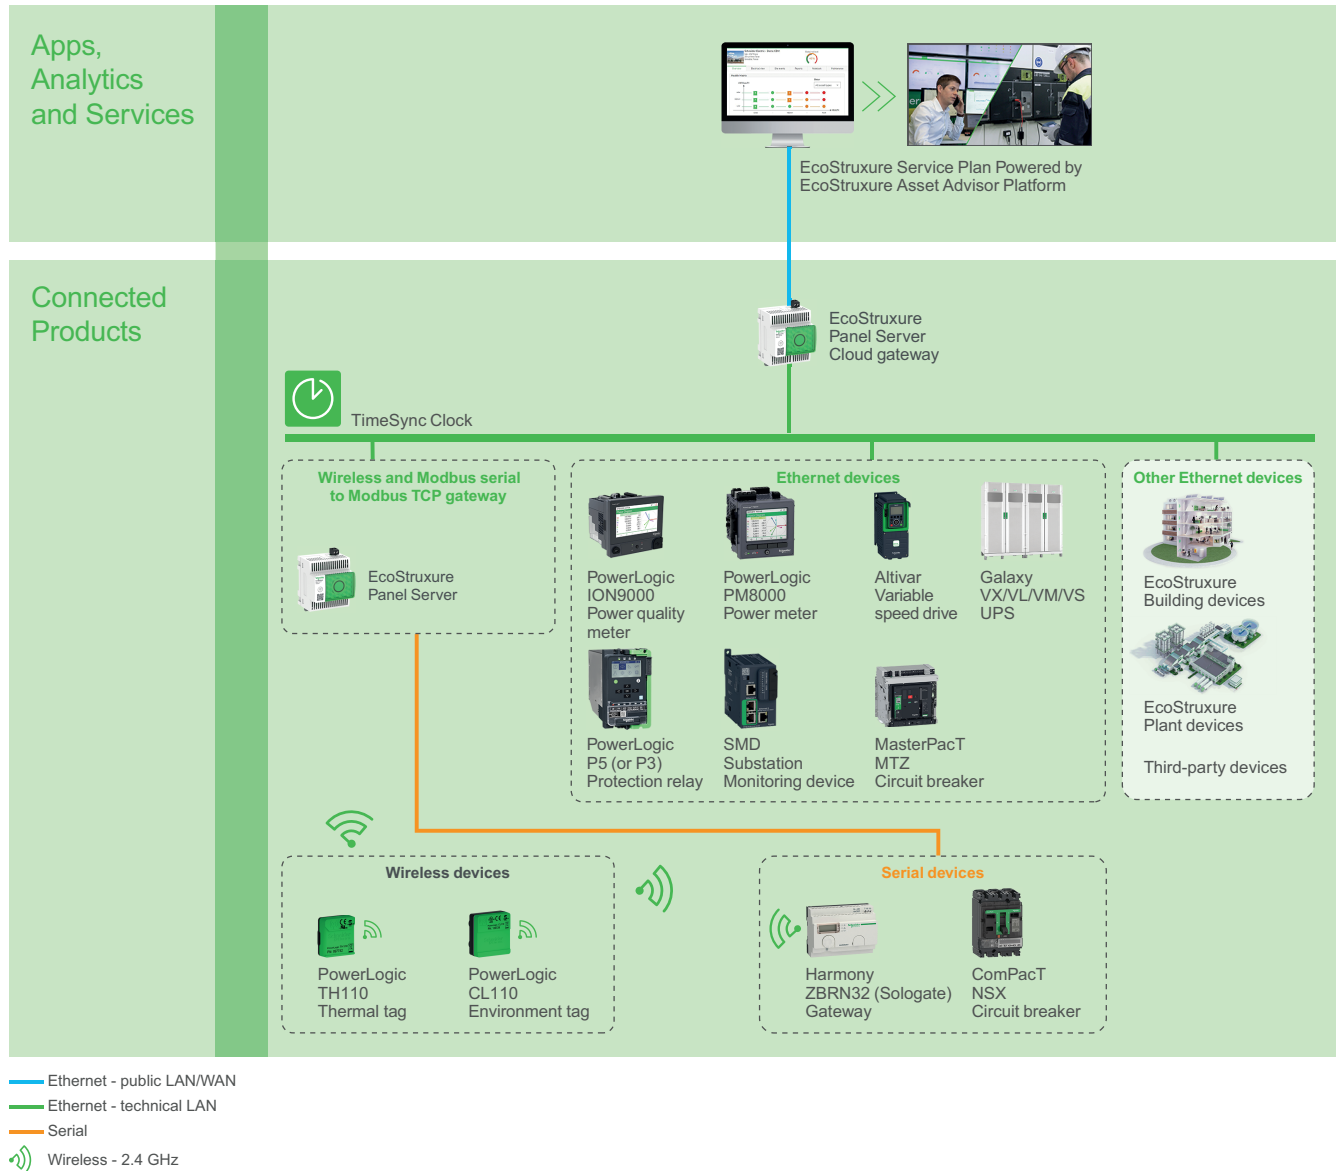 Apps,
Analytics
and Services
EcoStruxure Service Plan Powered by
EcoStruxure Asset Advisor Platform
Connected
Products
EcoStruxure
Panel Server
Cloud gateway
TimeSync Clock
Wireless and Modbus serial
to Modbus TCP gateway
EcoStruxure
Panel Server
Ethernet devices
PowerLogic
ION9000
Power quality
meter
PowerLogic
PM8000
Power meter
Altivar
Variable
speed drive
Galaxy
VX/VL/VM/VS
UPS
PowerLogic
P5 (or P3)
Protection relay
SMD
Substation
Monitoring device
MasterPacT
MTZ
Circuit breaker
Other Ethernet devices
EcoStruxure
Building devices
EcoStruxure
Plant devices
Third-party devices
Wireless devices
PowerLogic
TH110
Thermal tag
PowerLogic
CL110
Environment tag
Serial devices
Harmony
ZBRN32 (Sologate)
Gateway
ComPacT
NSX
Circuit breaker
Ethernet - public LAN/WAN
Ethernet - technical LAN
Serial
Wireless - 2.4 GHz